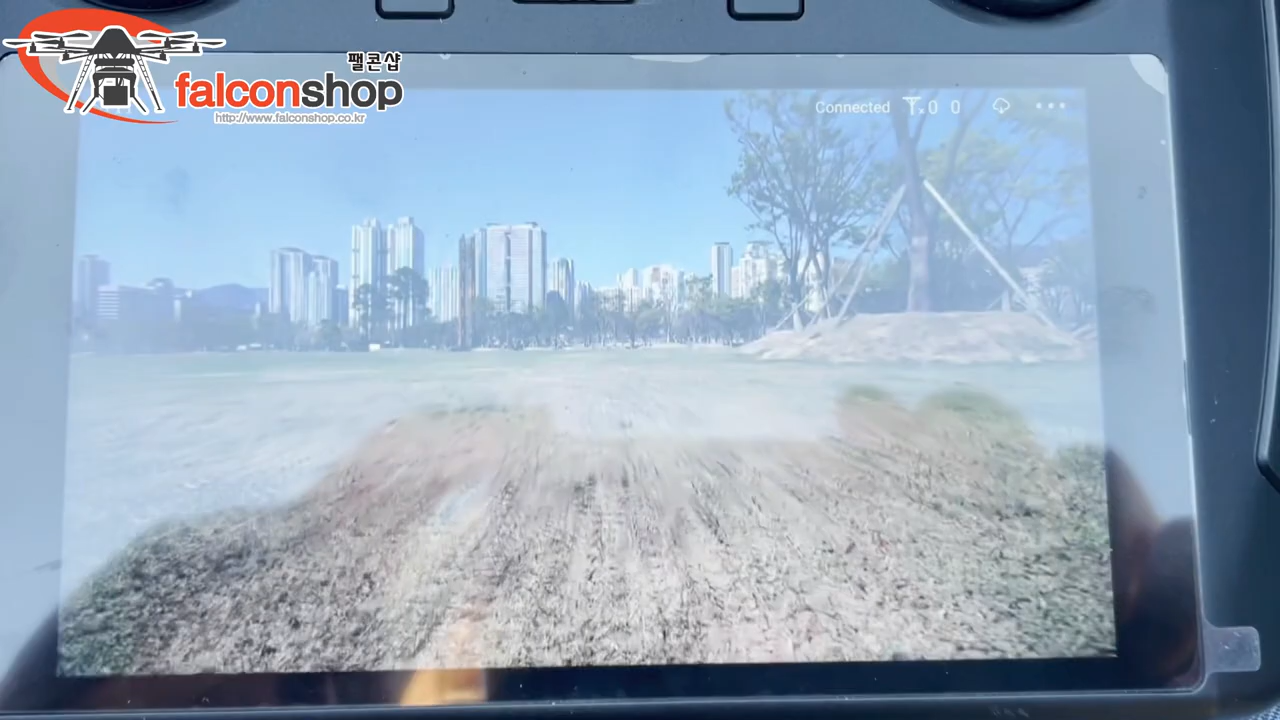 팰콘샵
falconshop
http://www.falconshop.co.kr
Connected 0 0